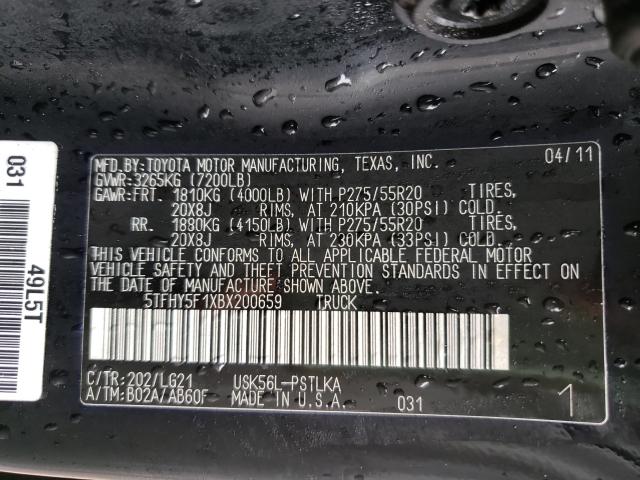 MFD.BY:TOYOTA MOTOR MANUFACTURING, TEXAS, INC. 04/11
GVWR:3265KG (7200LB)
GAWR:FRT. 1810KG (4000LB) WITH P275/55R20 TIRES,
20X8J RIMS, AT 210KPA (30PSI) COLD.
RR. 1880KG (4150LB) WITH P275/55R20 TIRES,
20X8J RIMS, AT 230KPA (33PSI) COLD.
THIS VEHICLE CONFORMS TO ALL APPLICABLE FEDERAL MOTOR
VEHICLE SAFETY AND THEFT PREVENTION STANDARDS IN EFFECT ON
THE DATE OF MANUFACTURE SHOWN ABOVE.
5TFHY5F1XBX200659 TRUCK
C/TR:202/LG21 USK56L-PSTLKA
A/TM:B02A/AB60F MADE IN U.S.A. 031 1
031
49L5T